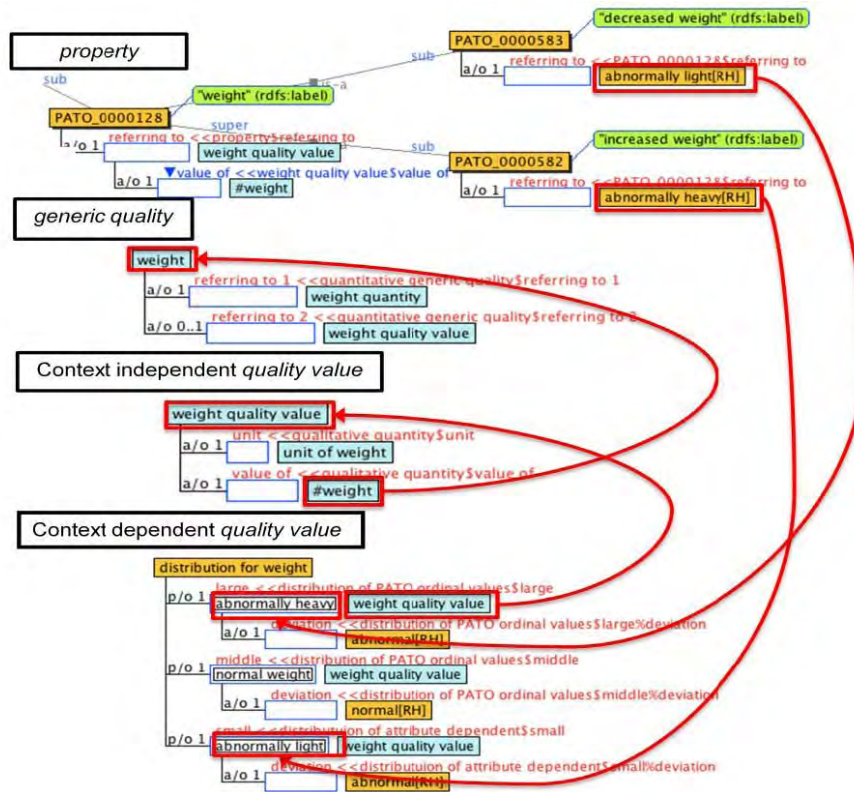 "decreased weight" (rdfs:label)
property
PATO_0000583
sub
referring to <<PATO_0000128$referring to
sub
is-a
a/o 1
abnormally light[RH]
"weight" (rdfs:label)
PATO_0000128
super
"increased weight" (rdfs:label)
referring to <<property$referring to
sub
a/o 1
weight quality value
PATO_0000582
value of <<weight quality value$value of
referring to <<PATO_0000128$referring to
a/o 1
#weight
a/o 1
abnormally heavy[RH]
generic quality
weight
referring to 1 <<quantitative generic quality$referring to 1
a/o 1
weight quantity
referring to 2 <<quantitative generic quality$referring to 2
a/o 0..1
weight quality value
Context independent quality value
weight quality value
unit <<qualitative quantity$unit
a/o 1
unit of weight
value of <<qualitative quantity$value of
a/o 1
#weight
Context dependent quality value
distribution for weight
large <<distribution of PATO ordinal values$large
p/o 1
abnormally heavy
weight quality value
deviation <<distribution of PATO ordinal values$large%deviation
a/o 1
abnormal[RH]
middle <<distribution of PATO ordinal values$middle
p/o 1
normal weight
weight quality value
deviation <<distribution of PATO ordinal values$middle%deviation
a/o 1
normal[RH]
small <<distributuion of attribute dependent$small
p/o 1
abnormally light
weight quality value
deviation <<distributuion of attribute dependent$small%deviation
a/o 1
abnormal[RH]